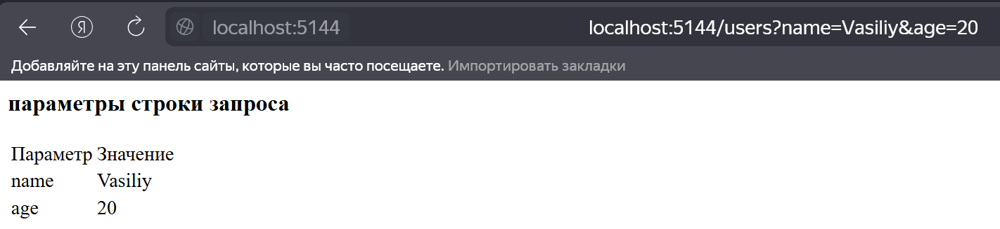 Я localhost:5144 localhost:5144/users?name=Vasiliy&age=20
Добавляйте на эту панель сайты, которые вы часто посещаете. Импортировать закладки
параметры строки запроса
Параметр Значение
name Vasiliy
age 20